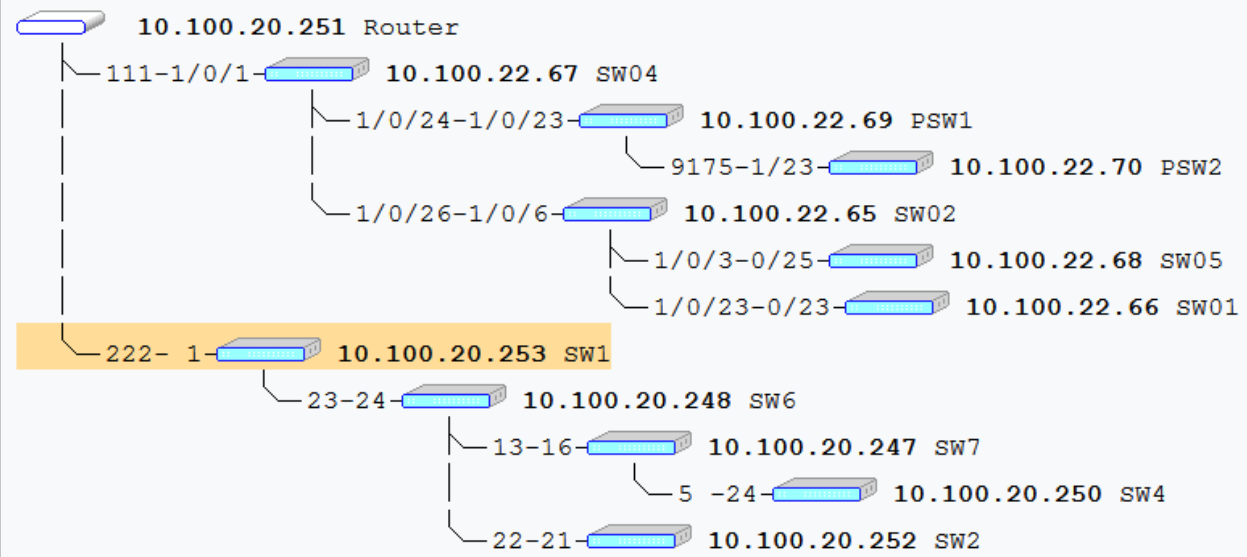 10.100.20.251 Router
111-1/0/1- 10.100.22.67 SW04
1/0/24-1/0/23- 10.100.22.69 PSW1
9175-1/23- 10.100.22.70 PSW2
1/0/26-1/0/6- 10.100.22.65 SW02
1/0/3-0/25- 10.100.22.68 SW05
1/0/23-0/23- 10.100.22.66 SW01
222- 1- 10.100.20.253 SW1
23-24- 10.100.20.248 SW6
13-16- 10.100.20.247 SW7
5 -24- 10.100.20.250 SW4
22-21- 10.100.20.252 SW2